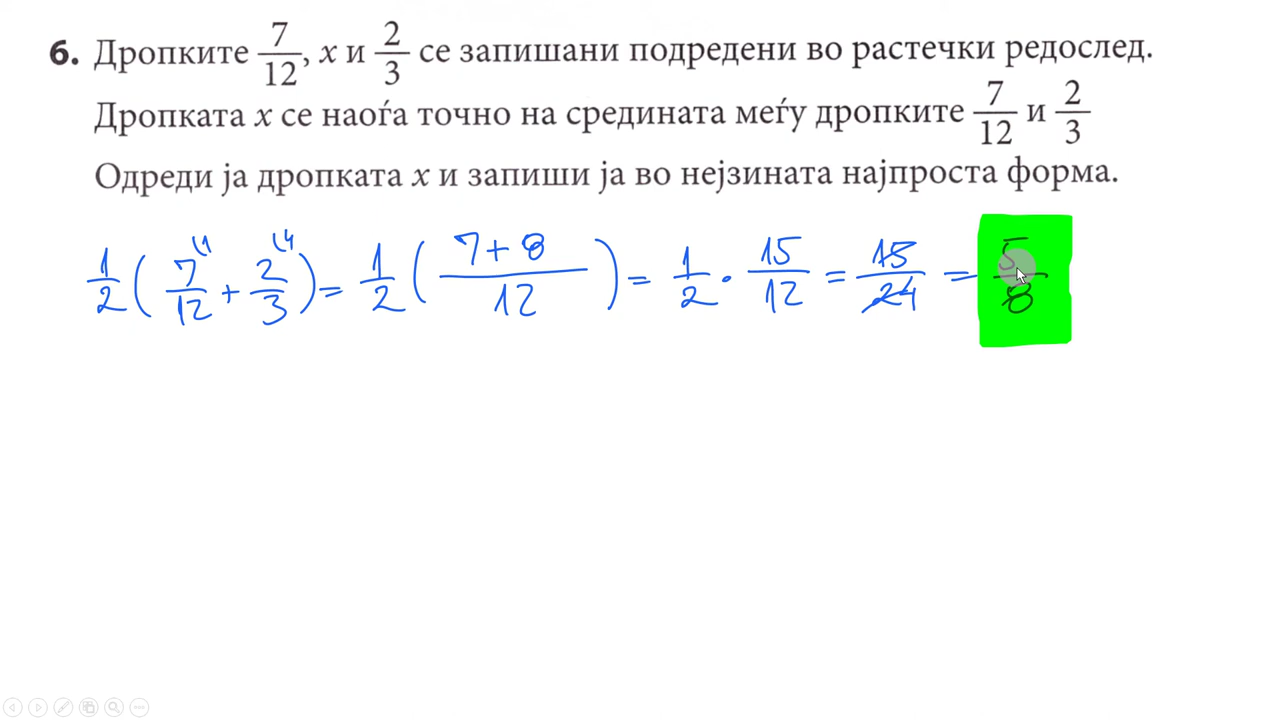 6. Дропките 7/12, x и 2/3 се запишани подредени во растечки редослед.
Дропката x се наоѓа точно на средината меѓу дропките 7/12 и 2/3
Одреди ја дропката x и запиши ја во нејзината најпроста форма.
1/2 ( 7(1/12 + 2(4/3 ) = 1/2 ( 7+8/12 ) = 1/2 · 15/12 = 15/24 = 5/8